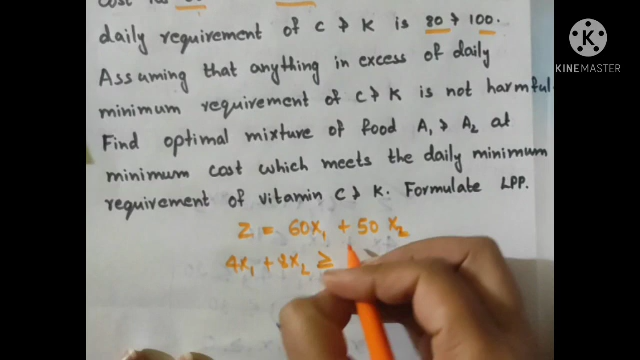 daily requirement of C & K is 80 & 100.
Assuming that anything in excess of daily
minimum requirement of C & K is not harmful.
Find optimal mixture of food A₁ & A₂ at
minimum cost which meets the daily minimum
requirement of vitamin C & K. Formulate LPP.
Z = 60x₁ + 50 x₂
4x₁ + 8x₂ ≥
KINEMASTER